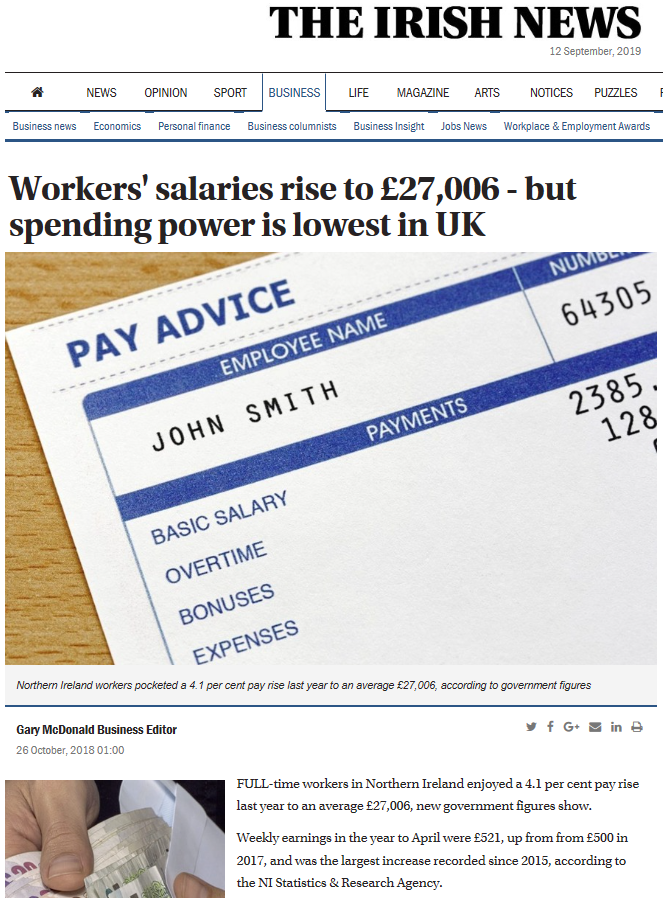 THE IRISH NEWS
12 September, 2019
NEWS OPINION SPORT BUSINESS LIFE MAGAZINE ARTS NOTICES PUZZLES
Business news Economics Personal finance Business columnists Business Insight Jobs News Workplace & Employment Awards
Workers' salaries rise to £27,006 - but
spending power is lowest in UK
PAY ADVICE
EMPLOYEE NAME
JOHN SMITH
64305
PAYMENTS
2385.
128
BASIC SALARY
OVERTIME
BONUSES
EXPENSES
Northern Ireland workers pocketed a 4.1 per cent pay rise last year to an average £27,006, according to government figures
Gary McDonald Business Editor
26 October, 2018 01:00
FULL-time workers in Northern Ireland enjoyed a 4.1 per cent pay rise
last year to an average £27,006, new government figures show.
Weekly earnings in the year to April were £521, up from from £500 in
2017, and was the largest increase recorded since 2015, according to
the NI Statistics & Research Agency.